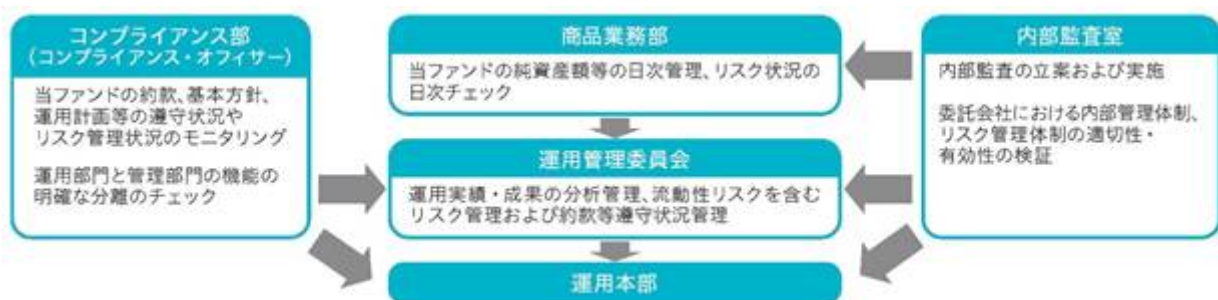 コンプライアンス部
(コンプライアンス・オフィサー)
当ファンドの約款、基本方針、
運用計画等の遵守状況や
リスク管理状況のモニタリング
運用部門と管理部門の機能の
明確な分離のチェック
商品業務部
当ファンドの純資産額等の日次管理、リスク状況の
日次チェック
運用管理委員会
運用実績・成果の分析管理、流動性リスクを含む
リスク管理および約款等遵守状況管理
運用本部
内部監査室
内部監査の立案および実施
委託会社における内部管理体制、
リスク管理体制の適切性・
有効性の検証